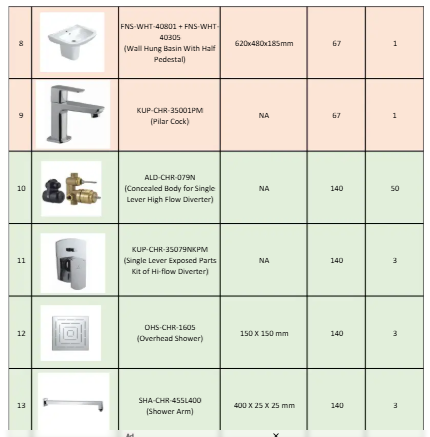 8
FNS-WHT-40801 + FNS-WHT-
40305
(Wall Hung Basin With Half
Pedestal)
620x480x185mm
67
1
9
KUP-CHR-35001PM
(Pilar Cock)
NA
67
1
10
ALD-CHR-079N
(Concealed Body for Single
Lever High Flow Diverter)
NA
140
50
11
KUP-CHR-35079NKPM
(Single Lever Exposed Parts
Kit of Hi-flow Diverter)
NA
140
3
12
OHS-CHR-1605
(Overhead Shower)
150 X 150 mm
140
3
13
SHA-CHR-455L400
(Shower Arm)
400 X 25 X 25 mm
140
3